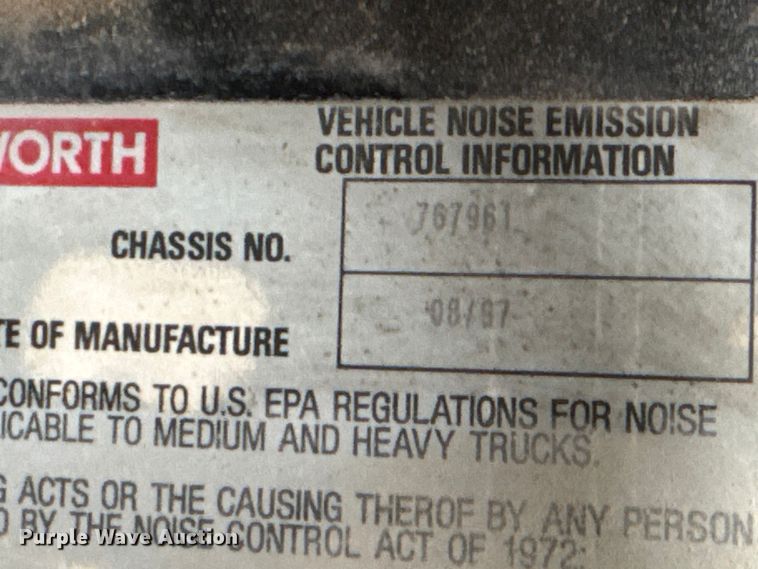 WORTH
VEHICLE NOISE EMISSION
CONTROL INFORMATION
CHASSIS NO.
767961
TE OF MANUFACTURE
08/97
CONFORMS TO U.S. EPA REGULATIONS FOR NOISE
ICABLE TO MEDIUM AND HEAVY TRUCKS.
G ACTS OR THE CAUSING THEROF BY ANY PERSON
D BY THE NOISE CONTROL ACT OF 1972:
Purple Wave Auction